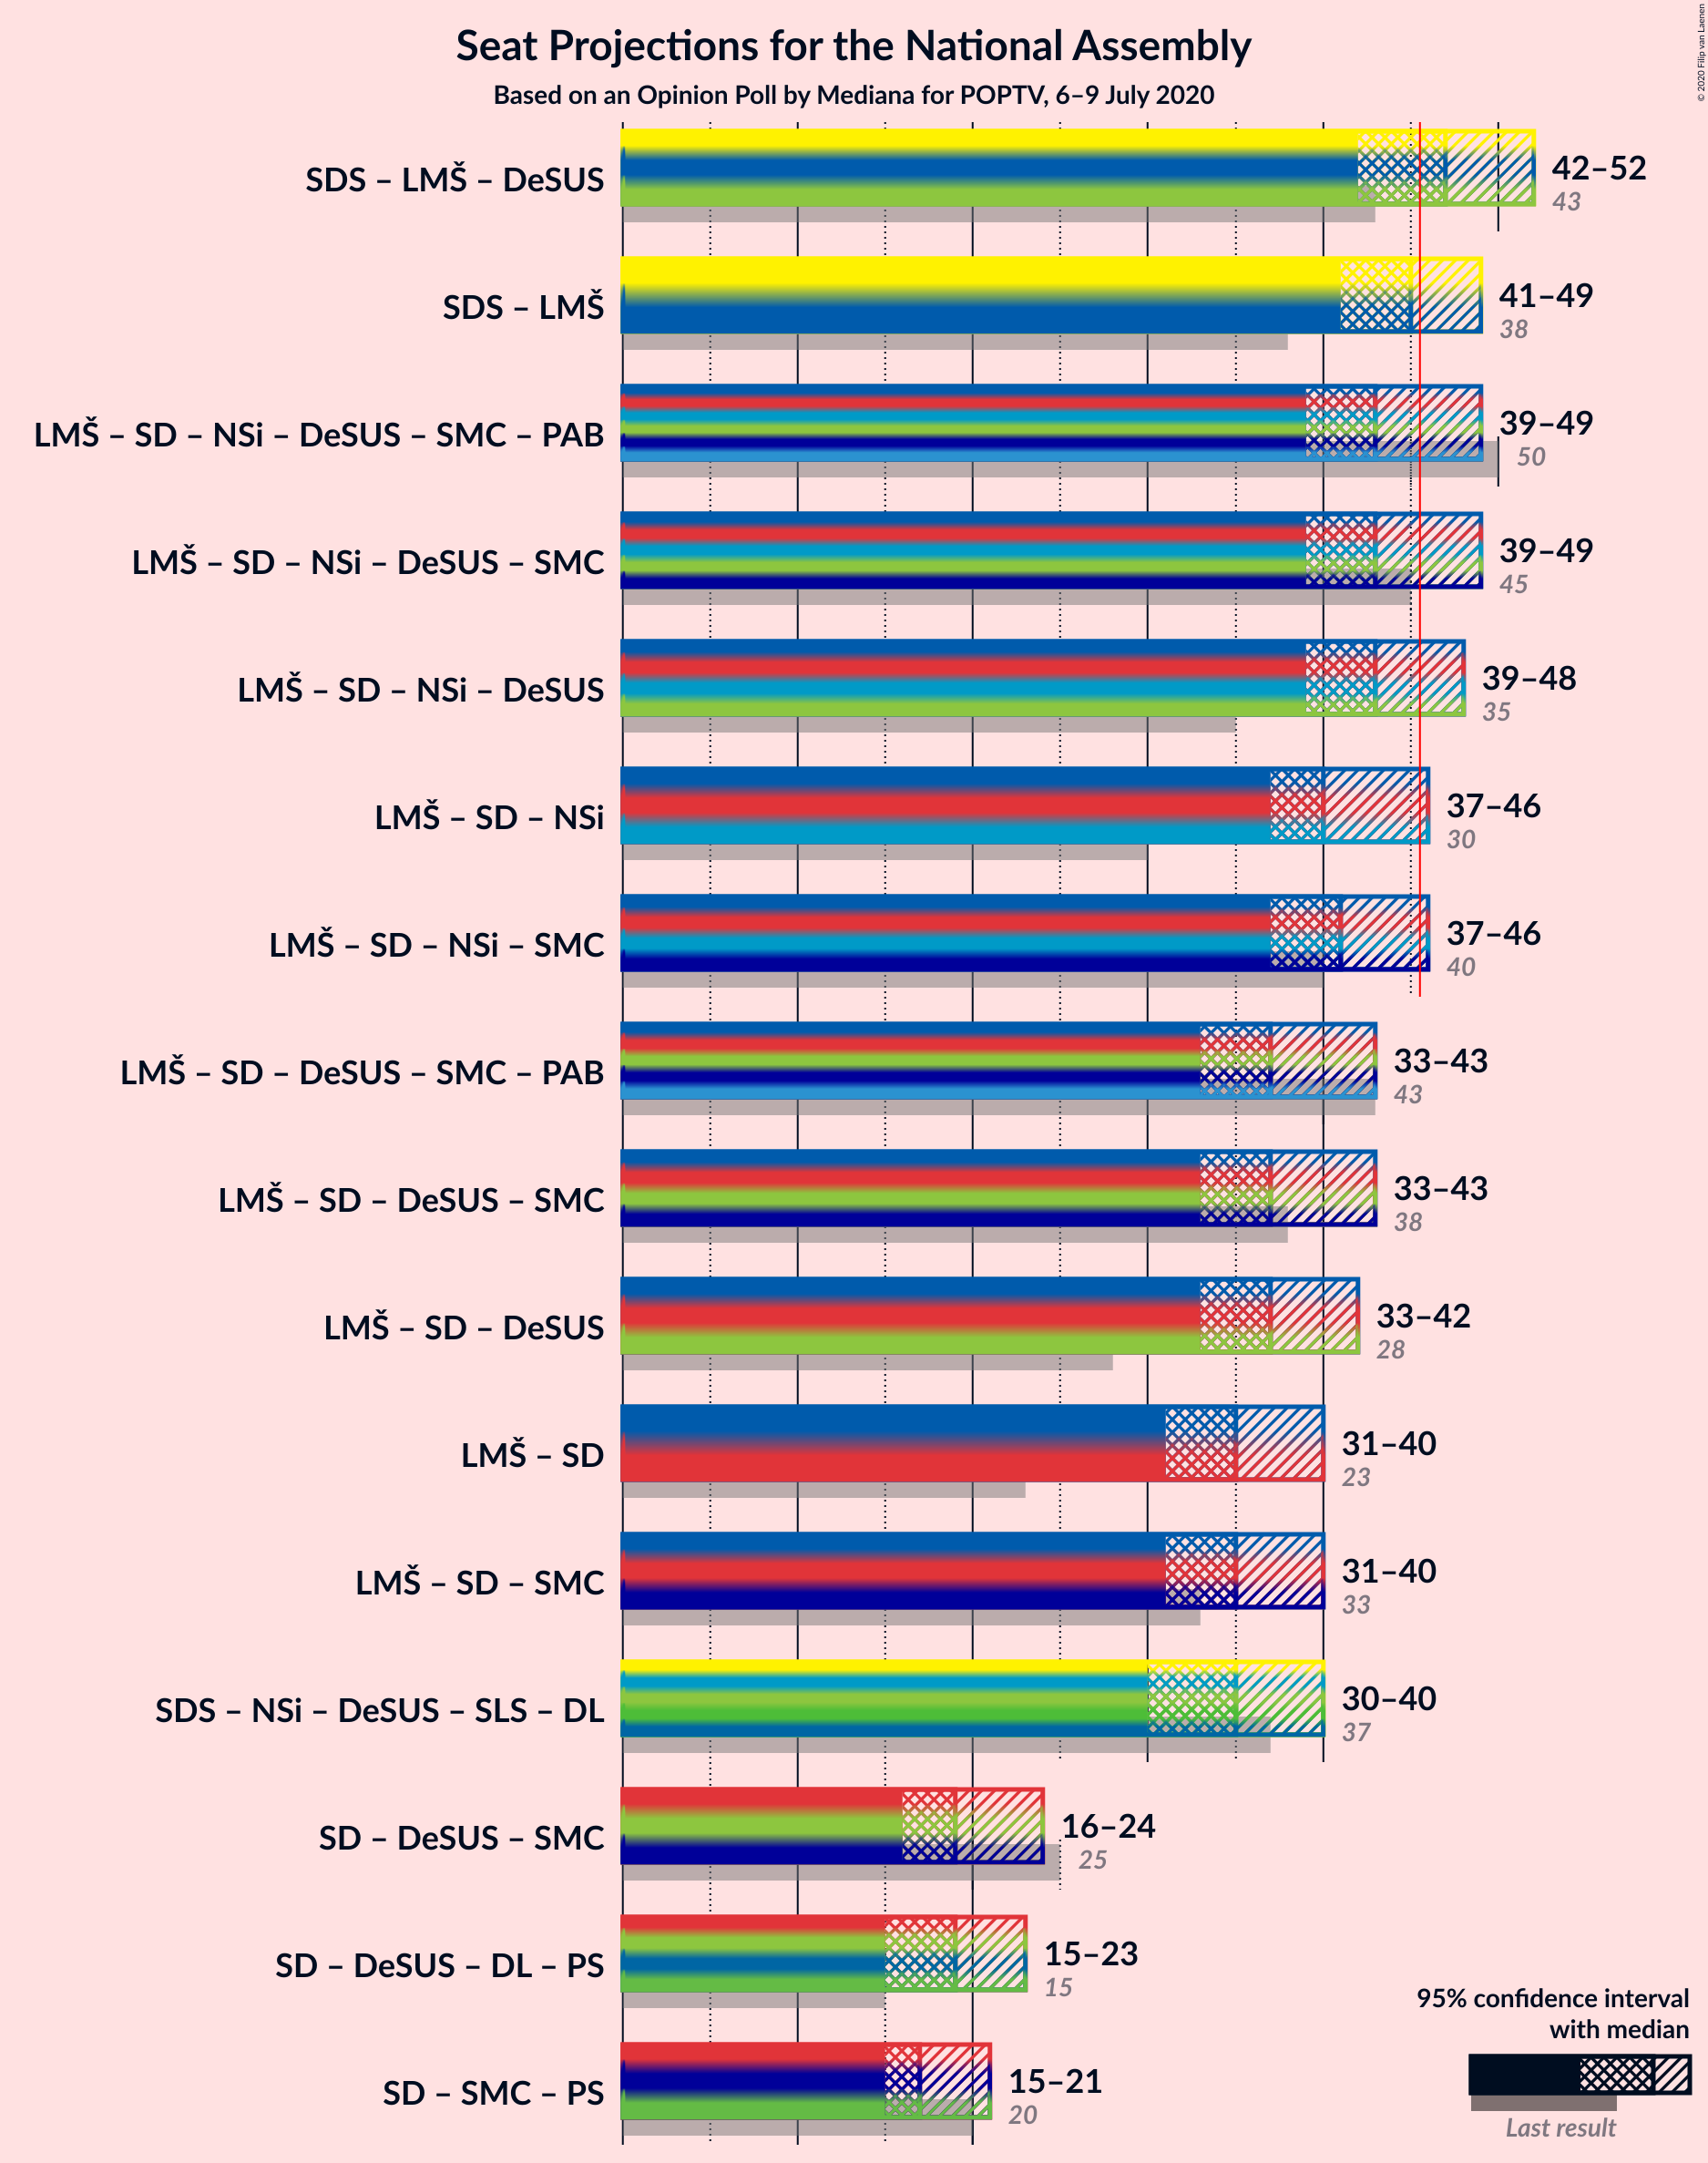 Seat Projections for the National Assembly
Based on an Opinion Poll by Mediana for POPTV, 6–9 July 2020
© 2020 Filip van Laenen
SDS – LMŠ – DeSUS
42–52
43
SDS – LMŠ
41–49
38
LMŠ – SD – NSi – DeSUS – SMC – PAB
39–49
50
LMŠ – SD – NSi – DeSUS – SMC
39–49
45
LMŠ – SD – NSi – DeSUS
39–48
35
LMŠ – SD – NSi
37–46
30
LMŠ – SD – NSi – SMC
37–46
40
LMŠ – SD – DeSUS – SMC – PAB
33–43
43
LMŠ – SD – DeSUS – SMC
33–43
38
LMŠ – SD – DeSUS
33–42
28
LMŠ – SD
31–40
23
LMŠ – SD – SMC
31–40
33
SDS – NSi – DeSUS – SLS – DL
30–40
37
SD – DeSUS – SMC
16–24
25
SD – DeSUS – DL – PS
15–23
15
SD – SMC – PS
15–21
20
95% confidence interval
with median
Last result